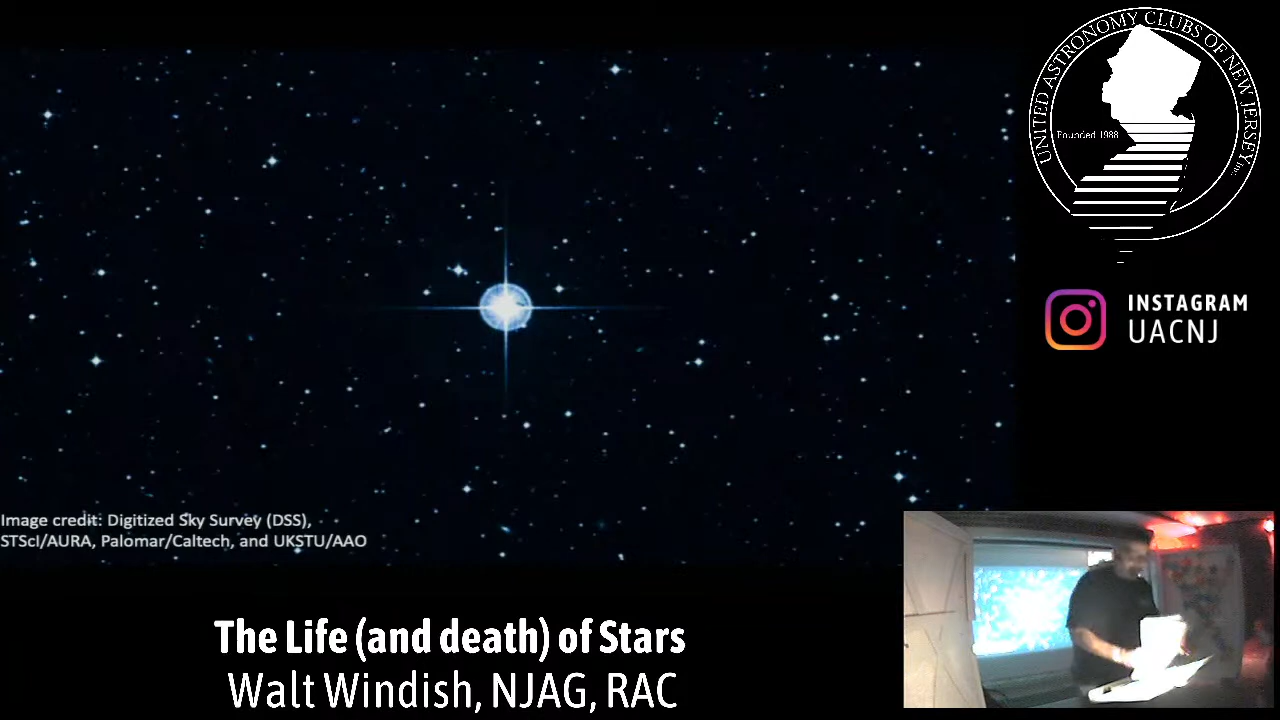 UNITED ASTRONOMY CLUBS OF NEW JERSEY, Inc.
Founded 1988
INSTAGRAM
UACNJ
Image credit: Digitized Sky Survey (DSS),
STScI/AURA, Palomar/Caltech, and UKSTU/AAO
The Life (and death) of Stars
Walt Windish, NJAG, RAC